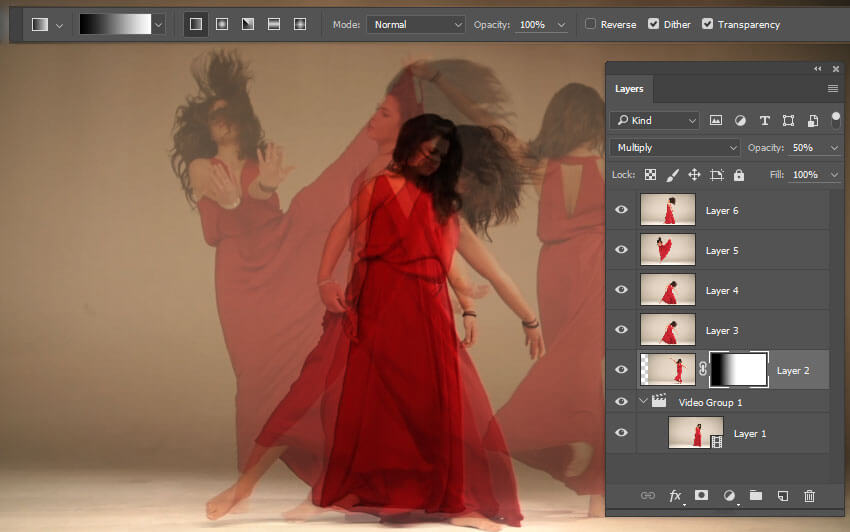 Mode: Normal Opacity: 100% Reverse Dither Transparency
Layers
Kind
Multiply Opacity: 50%
Lock: Fill: 100%
Layer 6
Layer 5
Layer 4
Layer 3
Layer 2
Video Group 1
Layer 1
fx